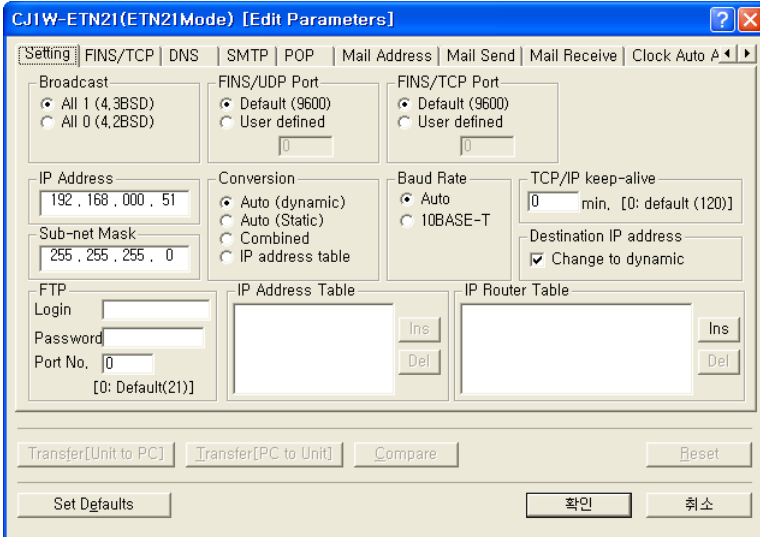 CJ1W-ETN21(ETN21Mode) [Edit Parameters]
Setting FINS/TCP DNS SMTP POP Mail Address Mail Send Mail Receive Clock Auto A
Broadcast
All 1 (4,3BSD)
All 0 (4,2BSD)
FINS/UDP Port
Default (9600)
User defined
0
FINS/TCP Port
Default (9600)
User defined
0
IP Address
192 . 168 . 000 . 51
Sub-net Mask
255 . 255 . 255 . 0
Conversion
Auto (dynamic)
Auto (Static)
Combined
IP address table
Baud Rate
Auto
10BASE-T
TCP/IP keep-alive
0 min, [0: default (120)]
Destination IP address
Change to dynamic
FTP
Login
Password
Port No, 0
[0: Default(21)]
IP Address Table
Ins
Del
IP Router Table
Ins
Del
Transfer[Unit to PC] Transfer[PC to Unit] Compare Reset
Set Defaults 확인 취소